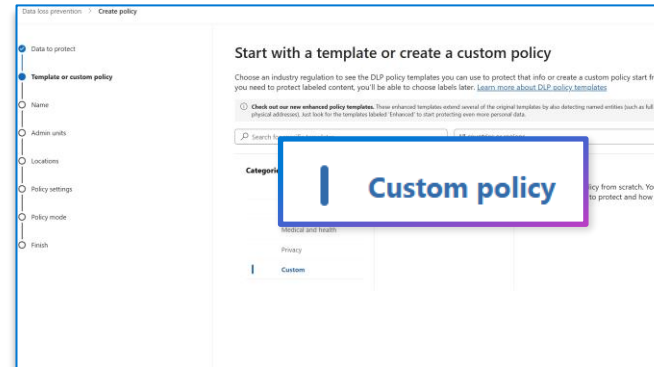 Data loss prevention > Create policy
Data to protect
Template or custom policy
Name
Admin units
Locations
Policy settings
Policy mode
Finish
Start with a template or create a custom policy
Choose an industry regulation to see the DLP policy templates you can use to protect that info or create a custom policy start fr
you need to protect labeled content, you'll be able to choose labels later. Learn more about DLP policy templates
Check out our new enhanced policy templates. These enhanced templates extend several of the original templates by also detecting named entities (such as full
physical addresses). Just look for the templates labeled 'Enhanced' to start protecting even more personal data.
Search
Categorie
Custom policy
icy from scratch. Yo
to protect and how
Medical and health
Privacy
Custom